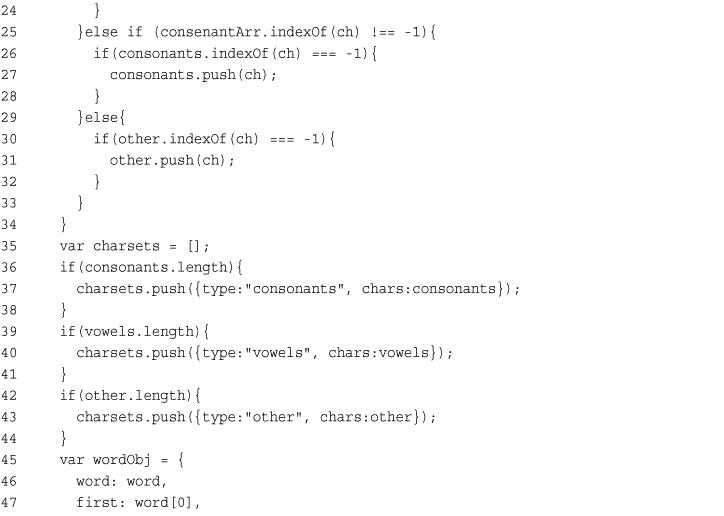 24         }
25       }else if (consenantArr.indexOf(ch) !== -1){
26         if(consonants.indexOf(ch) === -1){
27           consonants.push(ch);
28         }
29       }else{
30         if(other.indexOf(ch) === -1){
31           other.push(ch);
32         }
33       }
34     }
35     var charsets = [];
36     if(consonants.length){
37       charsets.push({type:"consonants", chars:consonants});
38     }
39     if(vowels.length){
40       charsets.push({type:"vowels", chars:vowels});
41     }
42     if(other.length){
43       charsets.push({type:"other", chars:other});
44     }
45     var wordObj = {
46       word: word,
47       first: word[0],